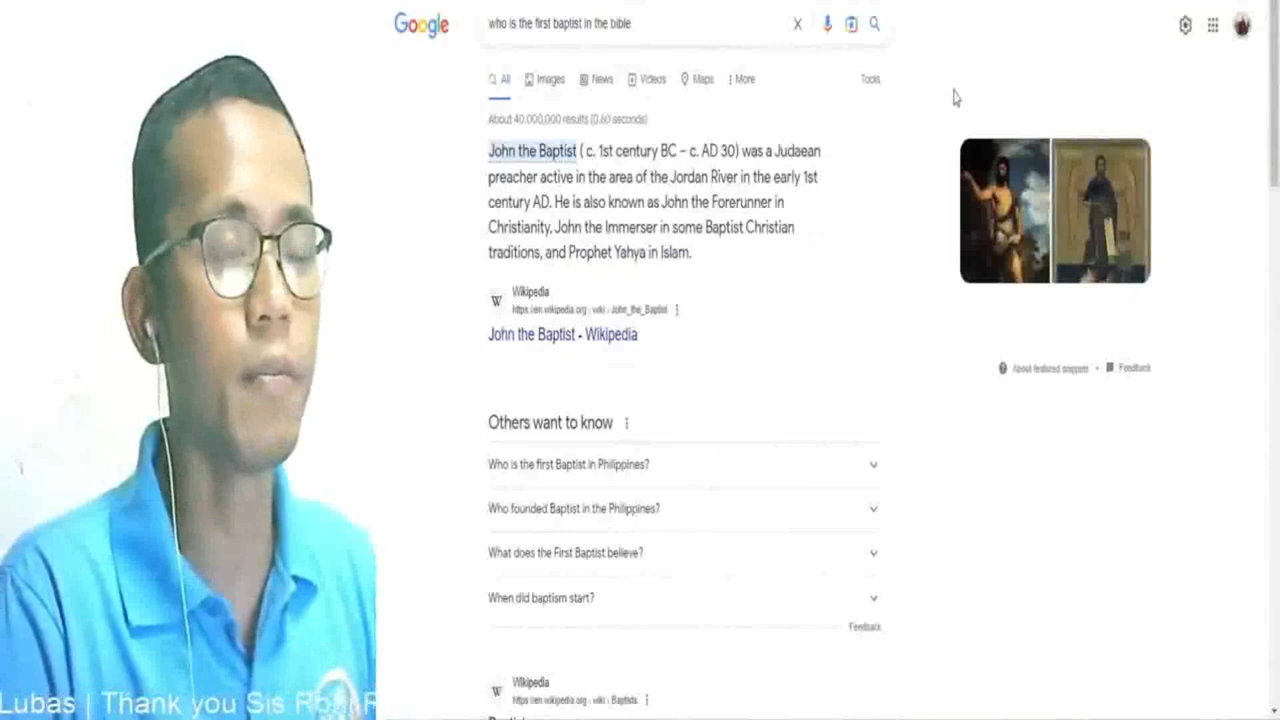 Google
who is the first baptist in the bible
All Images News Videos Maps More Tools
About 40,000,000 results (0.60 seconds)
John the Baptist ( c. 1st century BC – c. AD 30) was a Judaean
preacher active in the area of the Jordan River in the early 1st
century AD. He is also known as John the Forerunner in
Christianity, John the Immerser in some Baptist Christian
traditions, and Prophet Yahya in Islam.
W Wikipedia
https://en.wikipedia.org › wiki › John_the_Baptist
John the Baptist - Wikipedia
About featured snippets • Feedback
Others want to know
Who is the first Baptist in Philippines?
Who founded Baptist in the Philippines?
What does the First Baptist believe?
When did baptism start?
Feedback
W Wikipedia
https://en.wikipedia.org › wiki › Baptists
Lubas | Thank you Sis